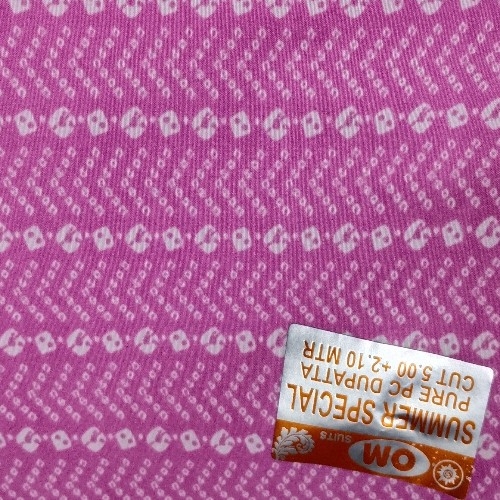 OM
SUITS
SUMMER SPECIAL
PURE PC DUPATTA
CUT 5.00 +2.10 MTR